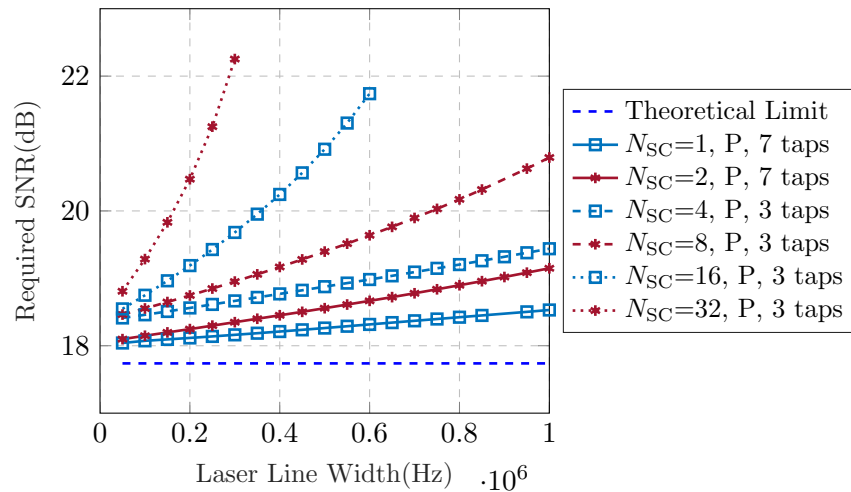 Required SNR(dB)
22
20
18
0
0.2
0.4
0.6
0.8
1
Laser Line Width(Hz)
·10^6
Theoretical Limit
N_SC=1, P, 7 taps
N_SC=2, P, 7 taps
N_SC=4, P, 3 taps
N_SC=8, P, 3 taps
N_SC=16, P, 3 taps
N_SC=32, P, 3 taps